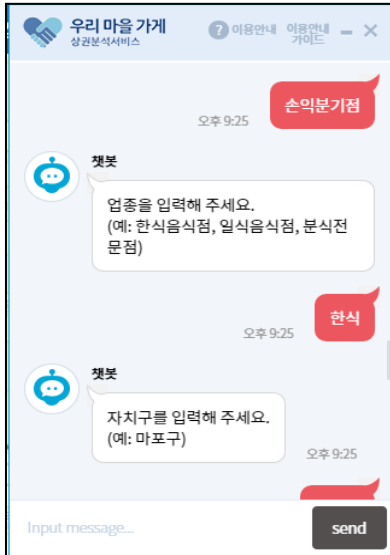 우리 마을 가게
상권분석서비스
? 이용안내
이용안내
가이드
손익분기점
오후 9:25
챗봇
업종을 입력해 주세요.
(예: 한식음식점, 일식음식점, 분식전
문점)
한식
오후 9:25
챗봇
자치구를 입력해 주세요.
(예: 마포구)
오후 9:25
Input message...
send